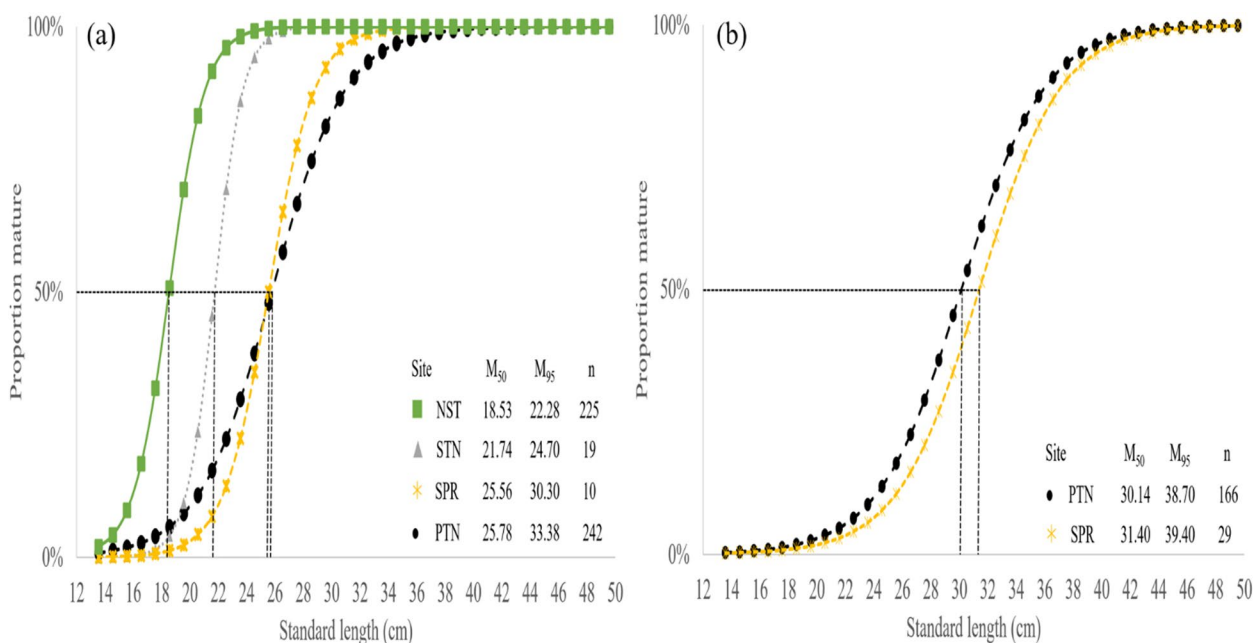 (a)
100%
50%
0%
Proportion mature
Site M50 M95 n
NST 18.53 22.28 225
STN 21.74 24.70 19
SPR 25.56 30.30 10
PTN 25.78 33.38 242
12 14 16 18 20 22 24 26 28 30 32 34 36 38 40 42 44 46 48 50
Standard length (cm)
(b)
100%
50%
0%
Proportion mature
Site M50 M95 n
PTN 30.14 38.70 166
SPR 31.40 39.40 29
12 14 16 18 20 22 24 26 28 30 32 34 36 38 40 42 44 46 48 50
Standard length (cm)